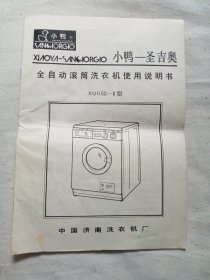 小鸭
SANGIORGIO
XIAOYA-SANGIORGIO 小鸭—圣吉奥
全自动滚筒洗衣机使用说明书
XQG50-Ⅱ型
中国济南洗衣机厂